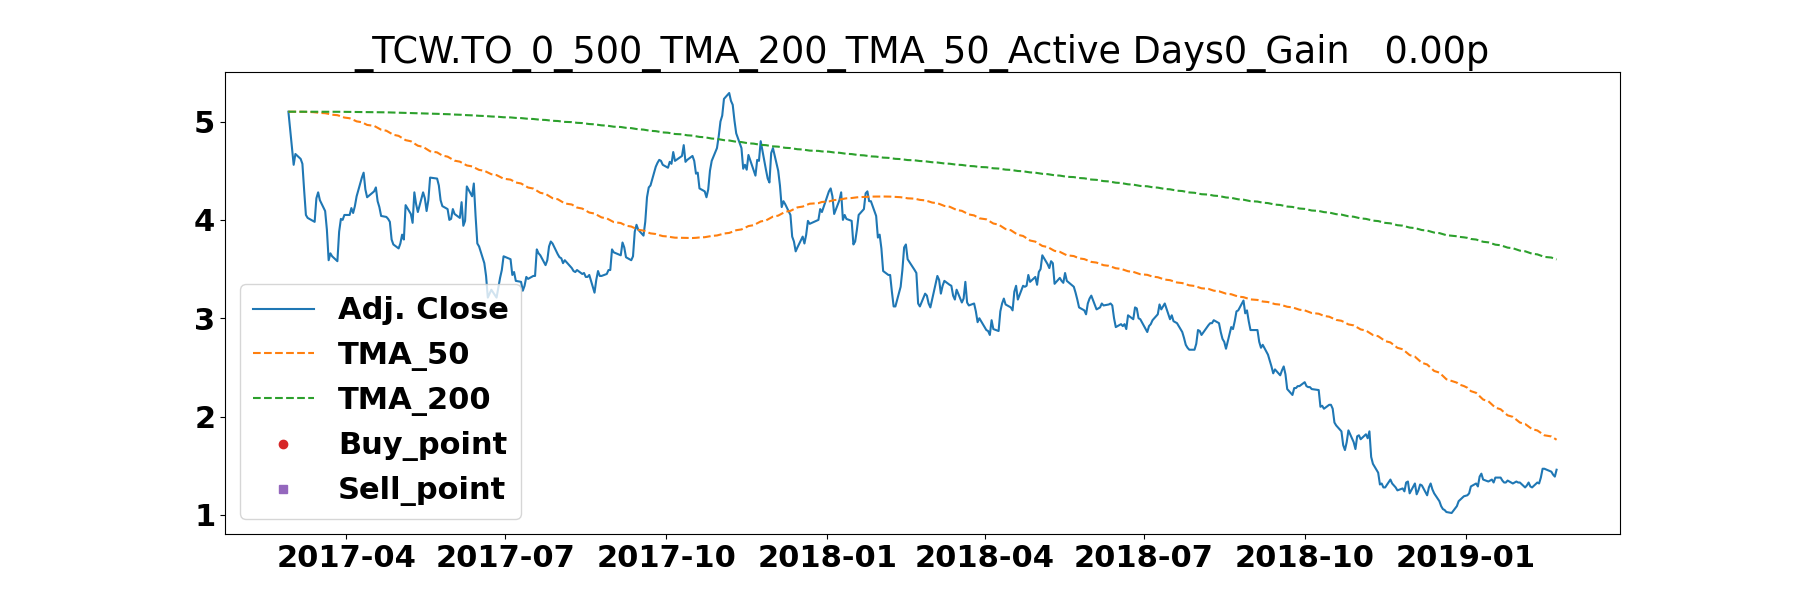 _TCW.TO_0_500_TMA_200_TMA_50_Active Days0_Gain   0.00p
5
4
3
2
1
Adj. Close
TMA_50
TMA_200
Buy_point
Sell_point
2017-04 2017-07 2017-10 2018-01 2018-04 2018-07 2018-10 2019-01